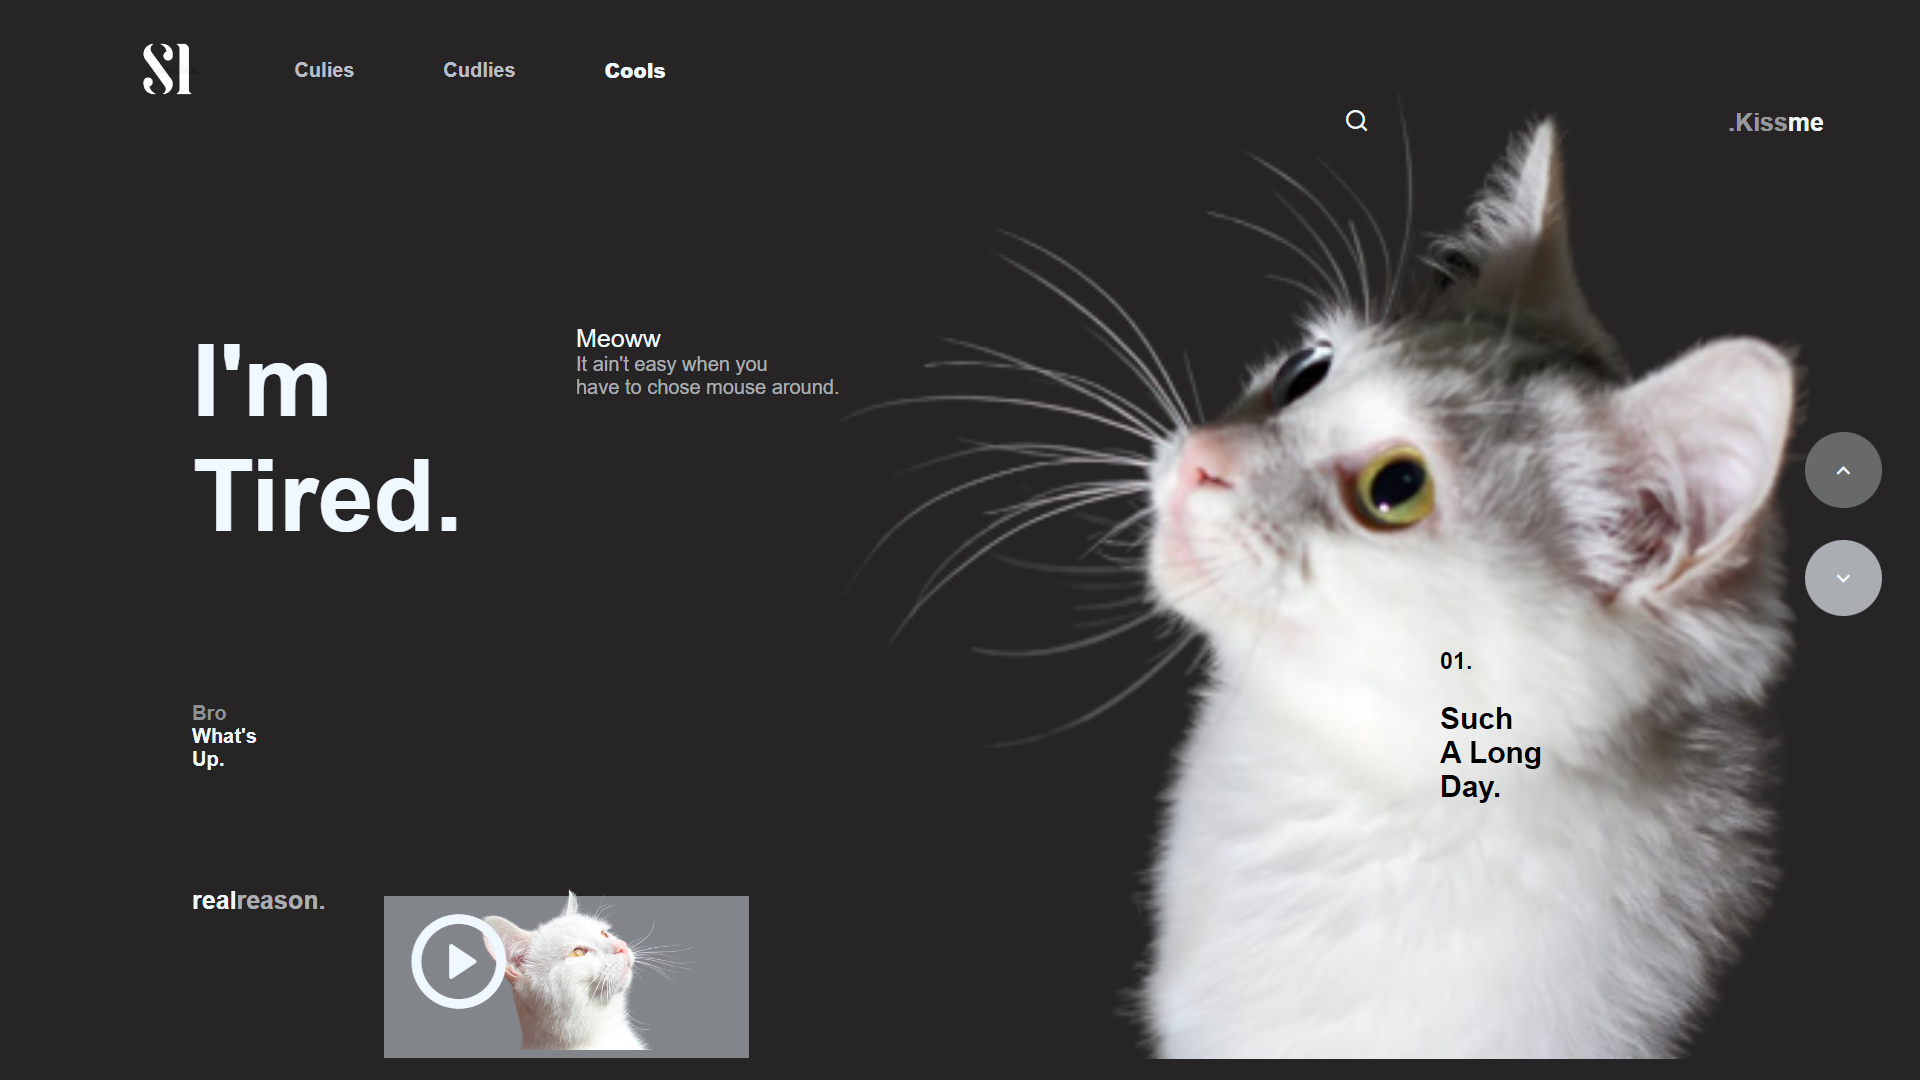 SI
Culies
Cudlies
Cools
.Kissme
I'm
Tired.
Meoww
It ain't easy when you
have to chose mouse around.
01.
Such
A Long
Day.
Bro
What's
Up.
realreason.